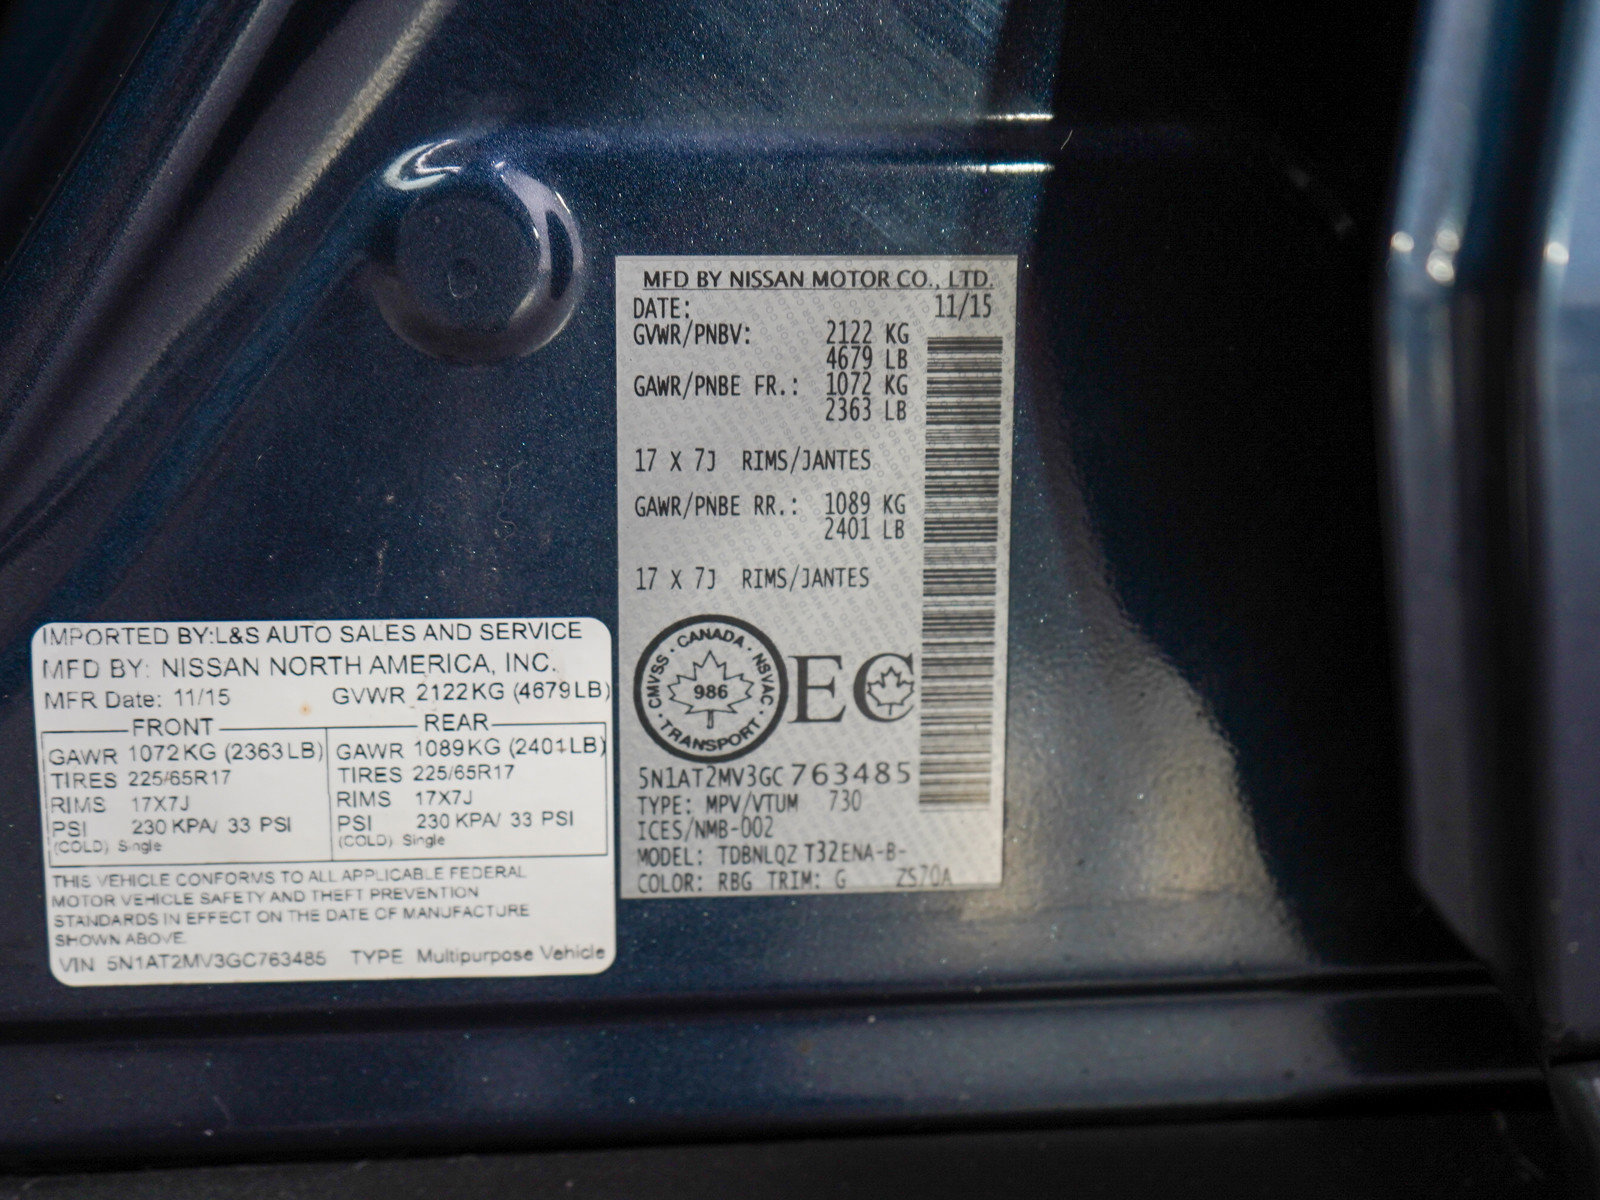 MFD BY NISSAN MOTOR CO., LTD.
DATE: 11/15
GVWR/PNBV: 2122 KG
4679 LB
GAWR/PNBE FR.: 1072 KG
2363 LB
17 X 7J RIMS/JANTES
GAWR/PNBE RR.: 1089 KG
2401 LB
17 X 7J RIMS/JANTES
CMVSS · CANADA · NSVAC · TRANSPORT ·
986
EC
5N1AT2MV3GC763485
TYPE: MPV/VTUM 730
ICES/NMB-002
MODEL: TDBNLQZ T32ENA-B-
COLOR: RBG TRIM: G ZS70A
IMPORTED BY:L&S AUTO SALES AND SERVICE
MFD BY: NISSAN NORTH AMERICA, INC.
MFR Date: 11/15 GVWR 2122KG (4679LB)
FRONT REAR
GAWR 1072KG (2363LB) GAWR 1089KG (2401LB)
TIRES 225/65R17 TIRES 225/65R17
RIMS 17X7J RIMS 17X7J
PSI 230 KPA/ 33 PSI PSI 230 KPA/ 33 PSI
(COLD) Single (COLD) Single
THIS VEHICLE CONFORMS TO ALL APPLICABLE FEDERAL
MOTOR VEHICLE SAFETY AND THEFT PREVENTION
STANDARDS IN EFFECT ON THE DATE OF MANUFACTURE
SHOWN ABOVE.
VIN 5N1AT2MV3GC763485 TYPE Multipurpose Vehicle